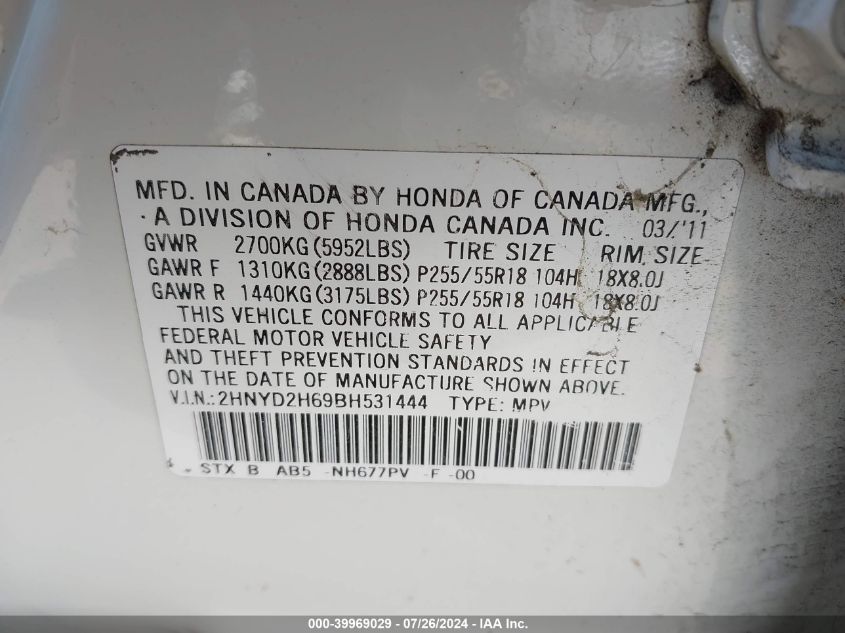 MFD. IN CANADA BY HONDA OF CANADA MFG.,
A DIVISION OF HONDA CANADA INC. 03/'11
GVWR 2700KG (5952LBS) TIRE SIZE RIM SIZE
GAWR F 1310KG (2888LBS) P255/55R18 104H 18X8.0J
GAWR R 1440KG (3175LBS) P255/55R18 104H 18X8.0J
THIS VEHICLE CONFORMS TO ALL APPLICABLE
FEDERAL MOTOR VEHICLE SAFETY
AND THEFT PREVENTION STANDARDS IN EFFECT
ON THE DATE OF MANUFACTURE SHOWN ABOVE.
V.I.N.: 2HNYD2H69BH531444 TYPE: MPV
STX B AB5 -NH677PV -F -00
000-39969029 - 07/26/2024 - IAA Inc.